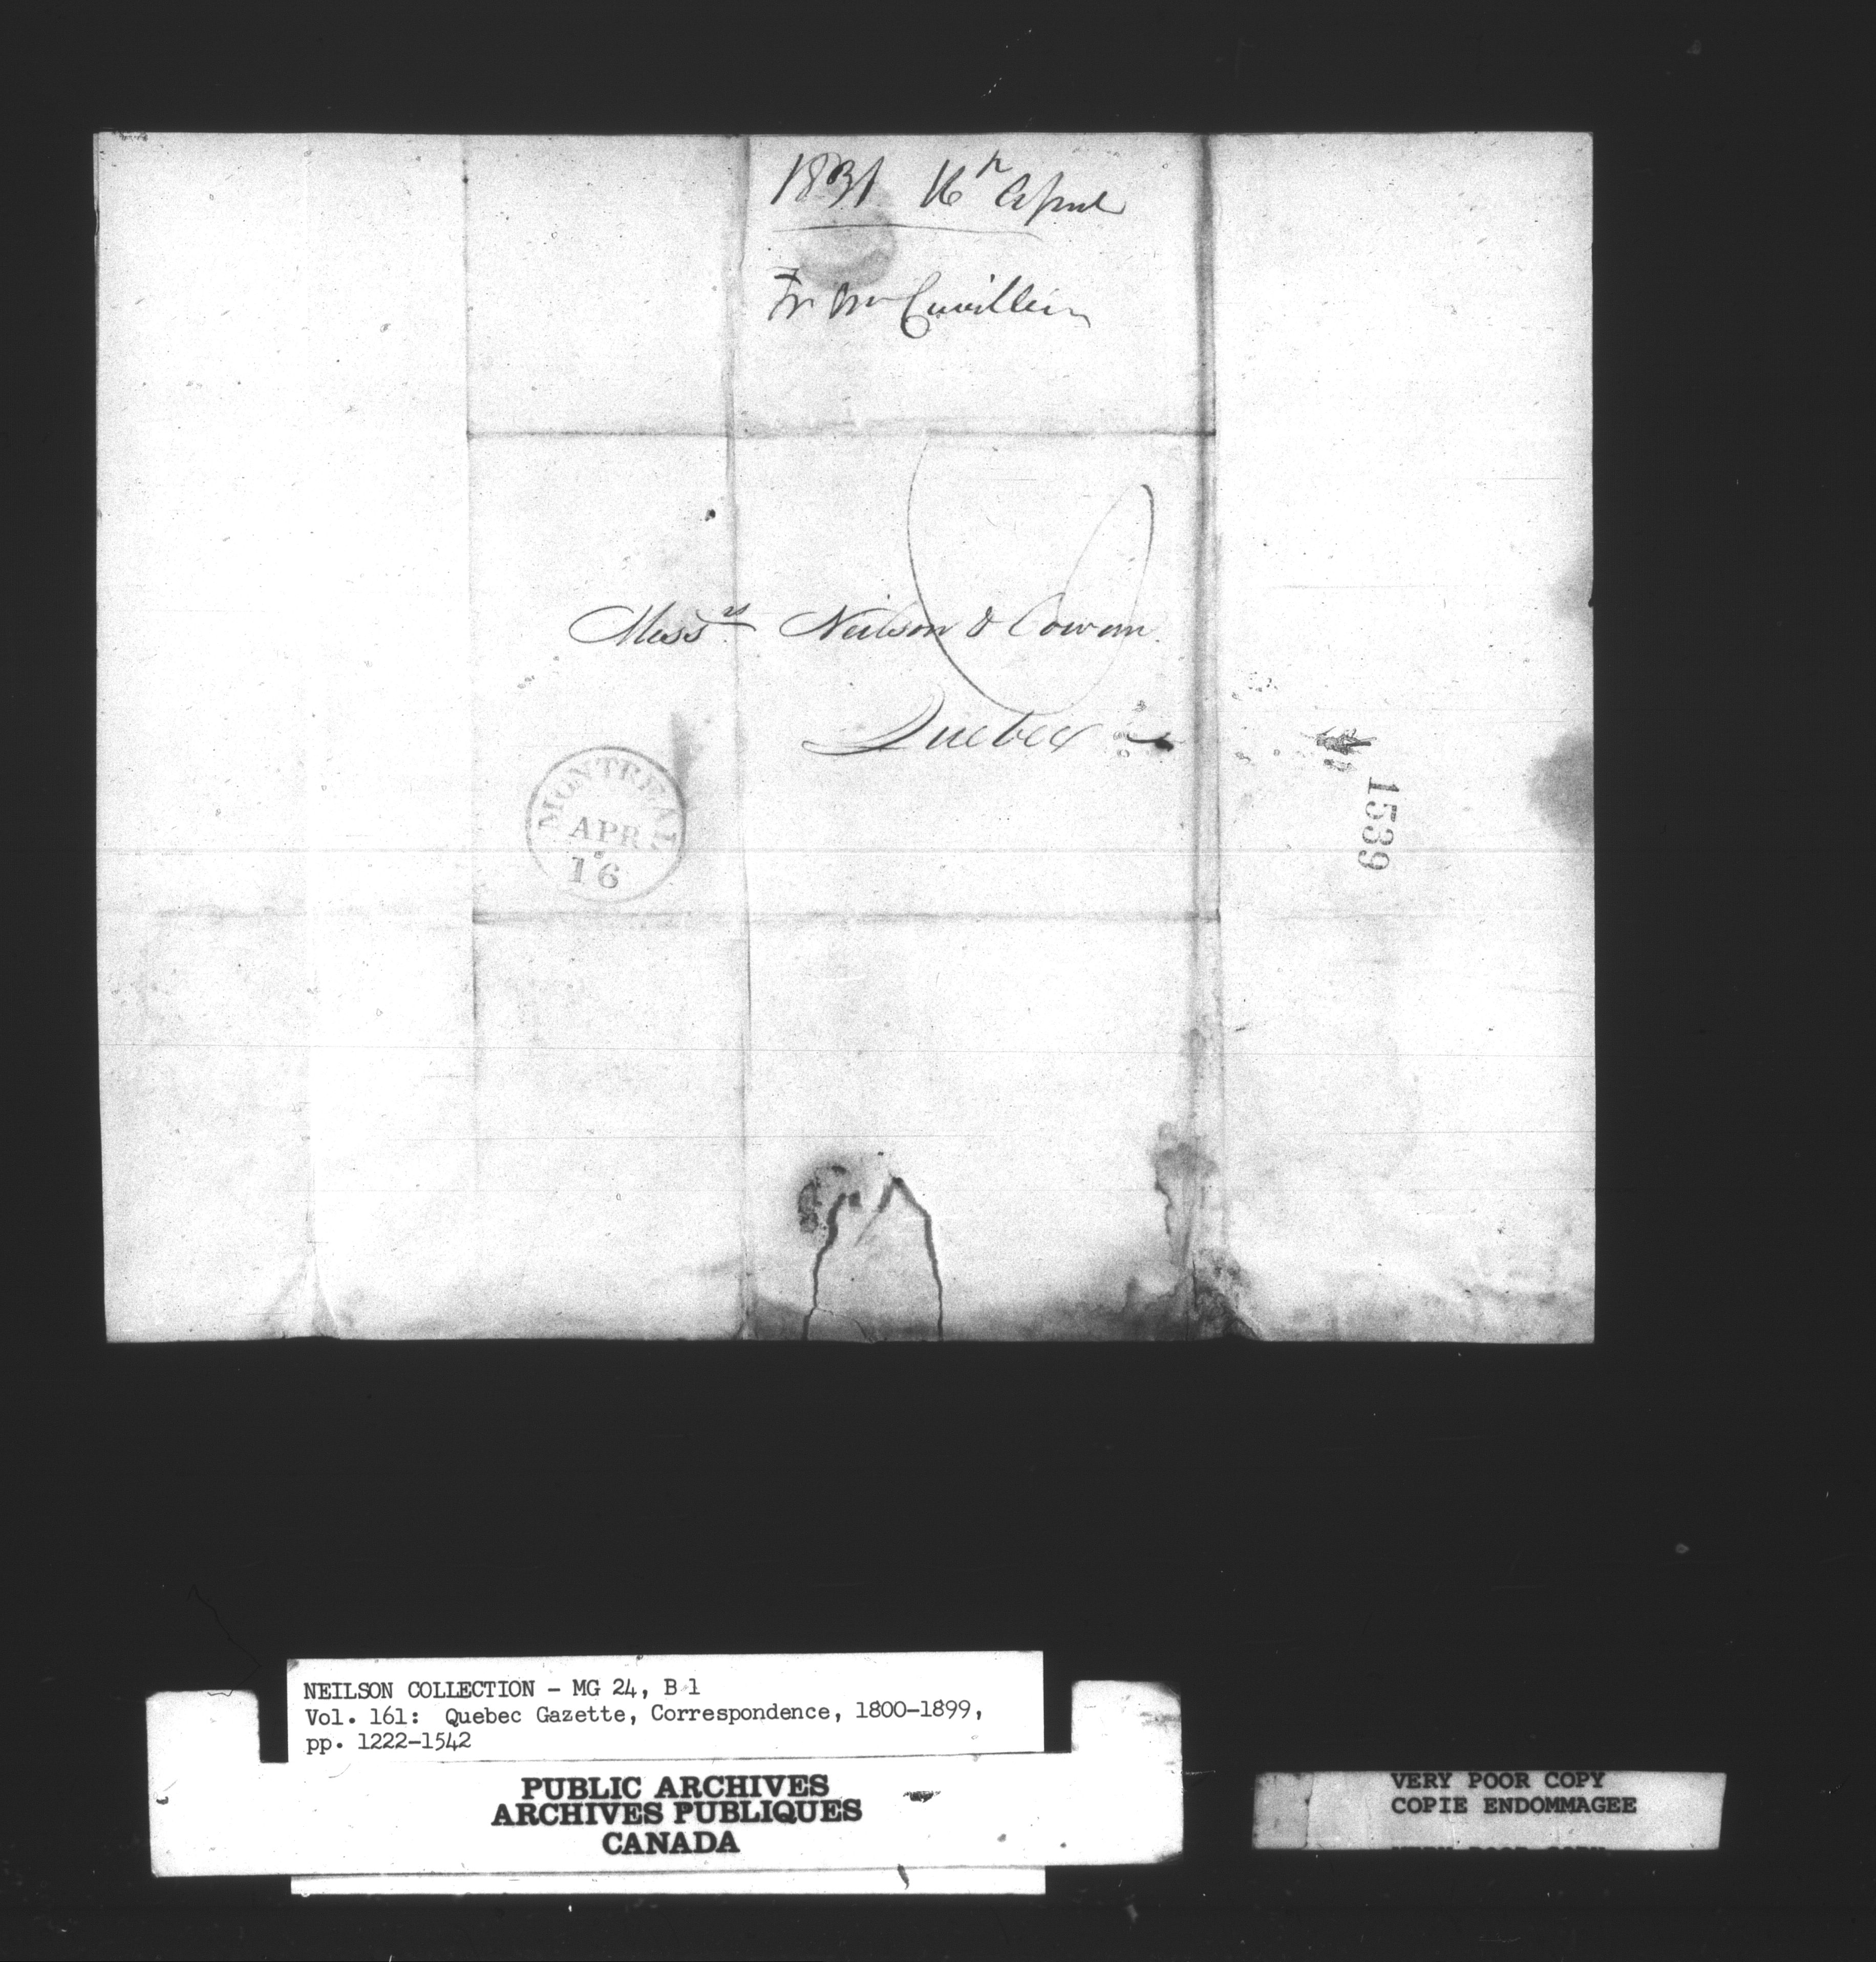 1831 16th April
Fr Mr Cuvillier
Messrs Neilson & Cowan.
Quebec
MONTREAL
APR
16
1539
NEILSON COLLECTION - MG 24, B 1
Vol. 161: Quebec Gazette, Correspondence, 1800-1899,
pp. 1222-1542
PUBLIC ARCHIVES
ARCHIVES PUBLIQUES
CANADA
VERY POOR COPY
COPIE ENDOMMAGEE